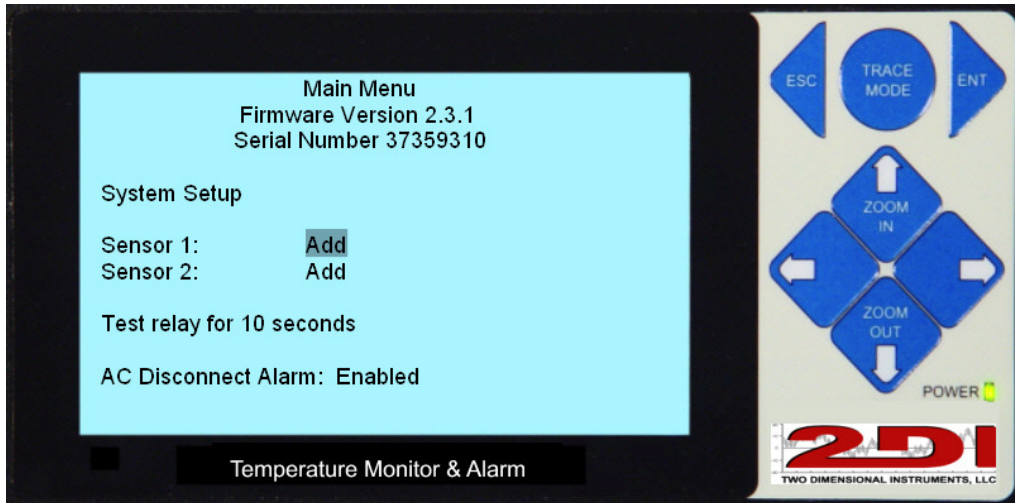 Main Menu
Firmware Version 2.3.1
Serial Number 37359310
System Setup
Sensor 1: Add
Sensor 2: Add
Test relay for 10 seconds
AC Disconnect Alarm: Enabled
Temperature Monitor & Alarm
ESC
TRACE
MODE
ENT
ZOOM
IN
ZOOM
OUT
POWER
2DI
TWO DIMENSIONAL INSTRUMENTS, LLC